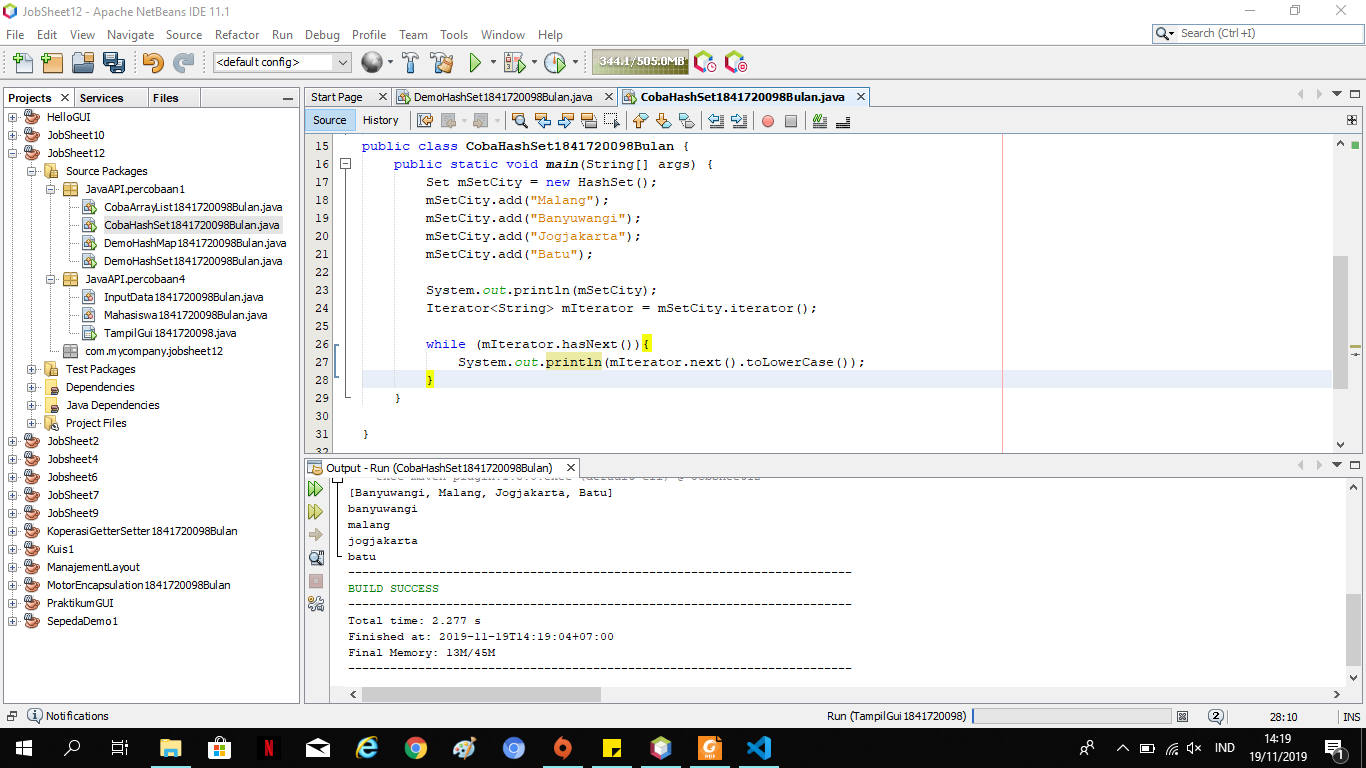 JobSheet12 - Apache NetBeans IDE 11.1
File Edit View Navigate Source Refactor Run Debug Profile Team Tools Window Help
Search (Ctrl+I)
<default config>
344.1/505.0MB
Projects Services Files
HelloGUI
JobSheet10
JobSheet12
Source Packages
JavaAPI.percobaan1
CobaArrayList1841720098Bulan.java
CobaHashSet1841720098Bulan.java
DemoHashMap1841720098Bulan.java
DemoHashSet1841720098Bulan.java
JavaAPI.percobaan4
InputData1841720098Bulan.java
Mahasiswa1841720098Bulan.java
TampilGui1841720098.java
com.mycompany.jobsheet12
Test Packages
Dependencies
Java Dependencies
Project Files
JobSheet2
Jobsheet4
Jobsheet6
JobSheet7
JobSheet9
KoperasiGetterSetter1841720098Bulan
Kuis1
ManajementLayout
MotorEncapsulation1841720098Bulan
PraktikumGUI
SepedaDemo1
Start Page DemoHashSet1841720098Bulan.java CobaHashSet1841720098Bulan.java
Source History
15 public class CobaHashSet1841720098Bulan {
16 public static void main(String[] args) {
17 Set mSetCity = new HashSet();
18 mSetCity.add("Malang");
19 mSetCity.add("Banyuwangi");
20 mSetCity.add("Jogjakarta");
21 mSetCity.add("Batu");
22
23 System.out.println(mSetCity);
24 Iterator<String> mIterator = mSetCity.iterator();
25
26 while (mIterator.hasNext()){
27 System.out.println(mIterator.next().toLowerCase());
28 }
29 }
30
31 }
32
Output - Run (CobaHashSet1841720098Bulan)
[Banyuwangi, Malang, Jogjakarta, Batu]
banyuwangi
malang
jogjakarta
batu
------------------------------------------------------------------------
BUILD SUCCESS
------------------------------------------------------------------------
Total time: 2.277 s
Finished at: 2019-11-19T14:19:04+07:00
Final Memory: 13M/45M
------------------------------------------------------------------------
Notifications
Run (TampilGui1841720098)
2
28:10
INS
IND
14:19
19/11/2019
1